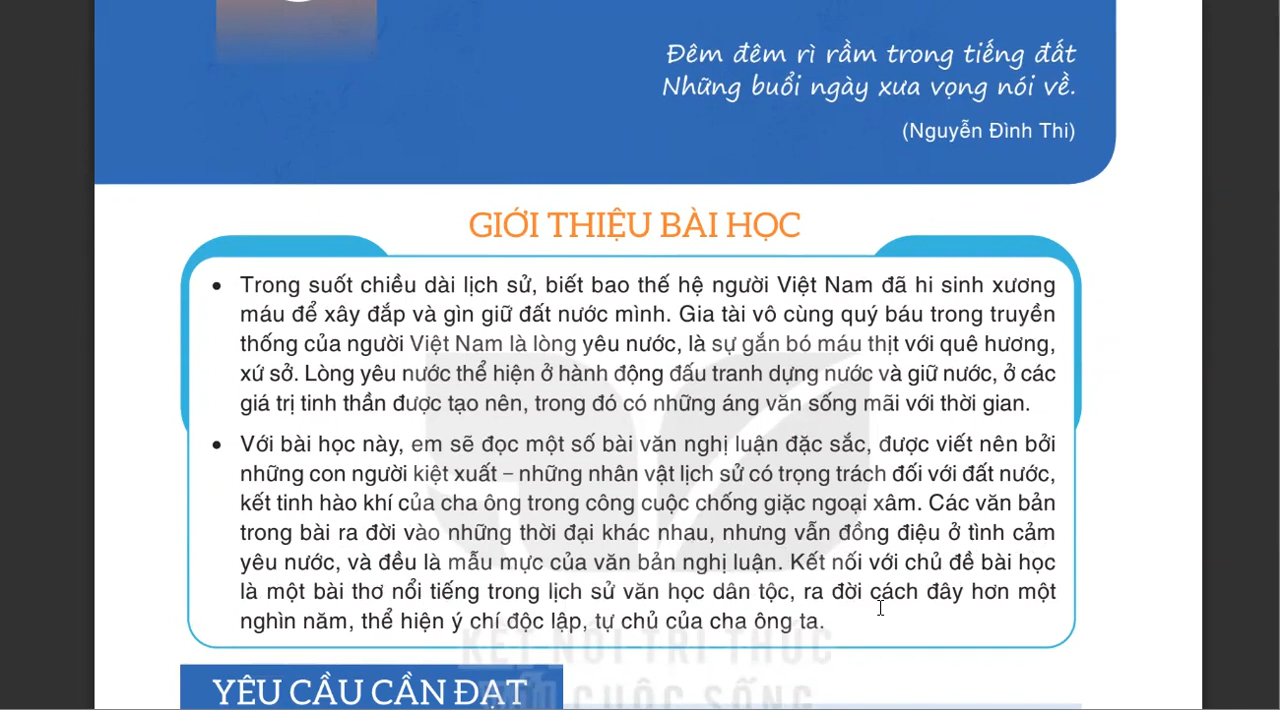 Đêm đêm rì rầm trong tiếng đất
Những buổi ngày xưa vọng nói về.
(Nguyễn Đình Thi)
GIỚI THIỆU BÀI HỌC
• Trong suốt chiều dài lịch sử, biết bao thế hệ người Việt Nam đã hi sinh xương
máu để xây đắp và gìn giữ đất nước mình. Gia tài vô cùng quý báu trong truyền
thống của người Việt Nam là lòng yêu nước, là sự gắn bó máu thịt với quê hương,
xứ sở. Lòng yêu nước thể hiện ở hành động đấu tranh dựng nước và giữ nước, ở các
giá trị tinh thần được tạo nên, trong đó có những áng văn sống mãi với thời gian.
• Với bài học này, em sẽ đọc một số bài văn nghị luận đặc sắc, được viết nên bởi
những con người kiệt xuất – những nhân vật lịch sử có trọng trách đối với đất nước,
kết tinh hào khí của cha ông trong công cuộc chống giặc ngoại xâm. Các văn bản
trong bài ra đời vào những thời đại khác nhau, nhưng vẫn đồng điệu ở tình cảm
yêu nước, và đều là mẫu mực của văn bản nghị luận. Kết nối với chủ đề bài học
là một bài thơ nổi tiếng trong lịch sử văn học dân tộc, ra đời cách đây hơn một
nghìn năm, thể hiện ý chí độc lập, tự chủ của cha ông ta.
KẾT NỐI TRI THỨC
VỚI CUỘC SỐNG
YÊU CẦU CẦN ĐẠT